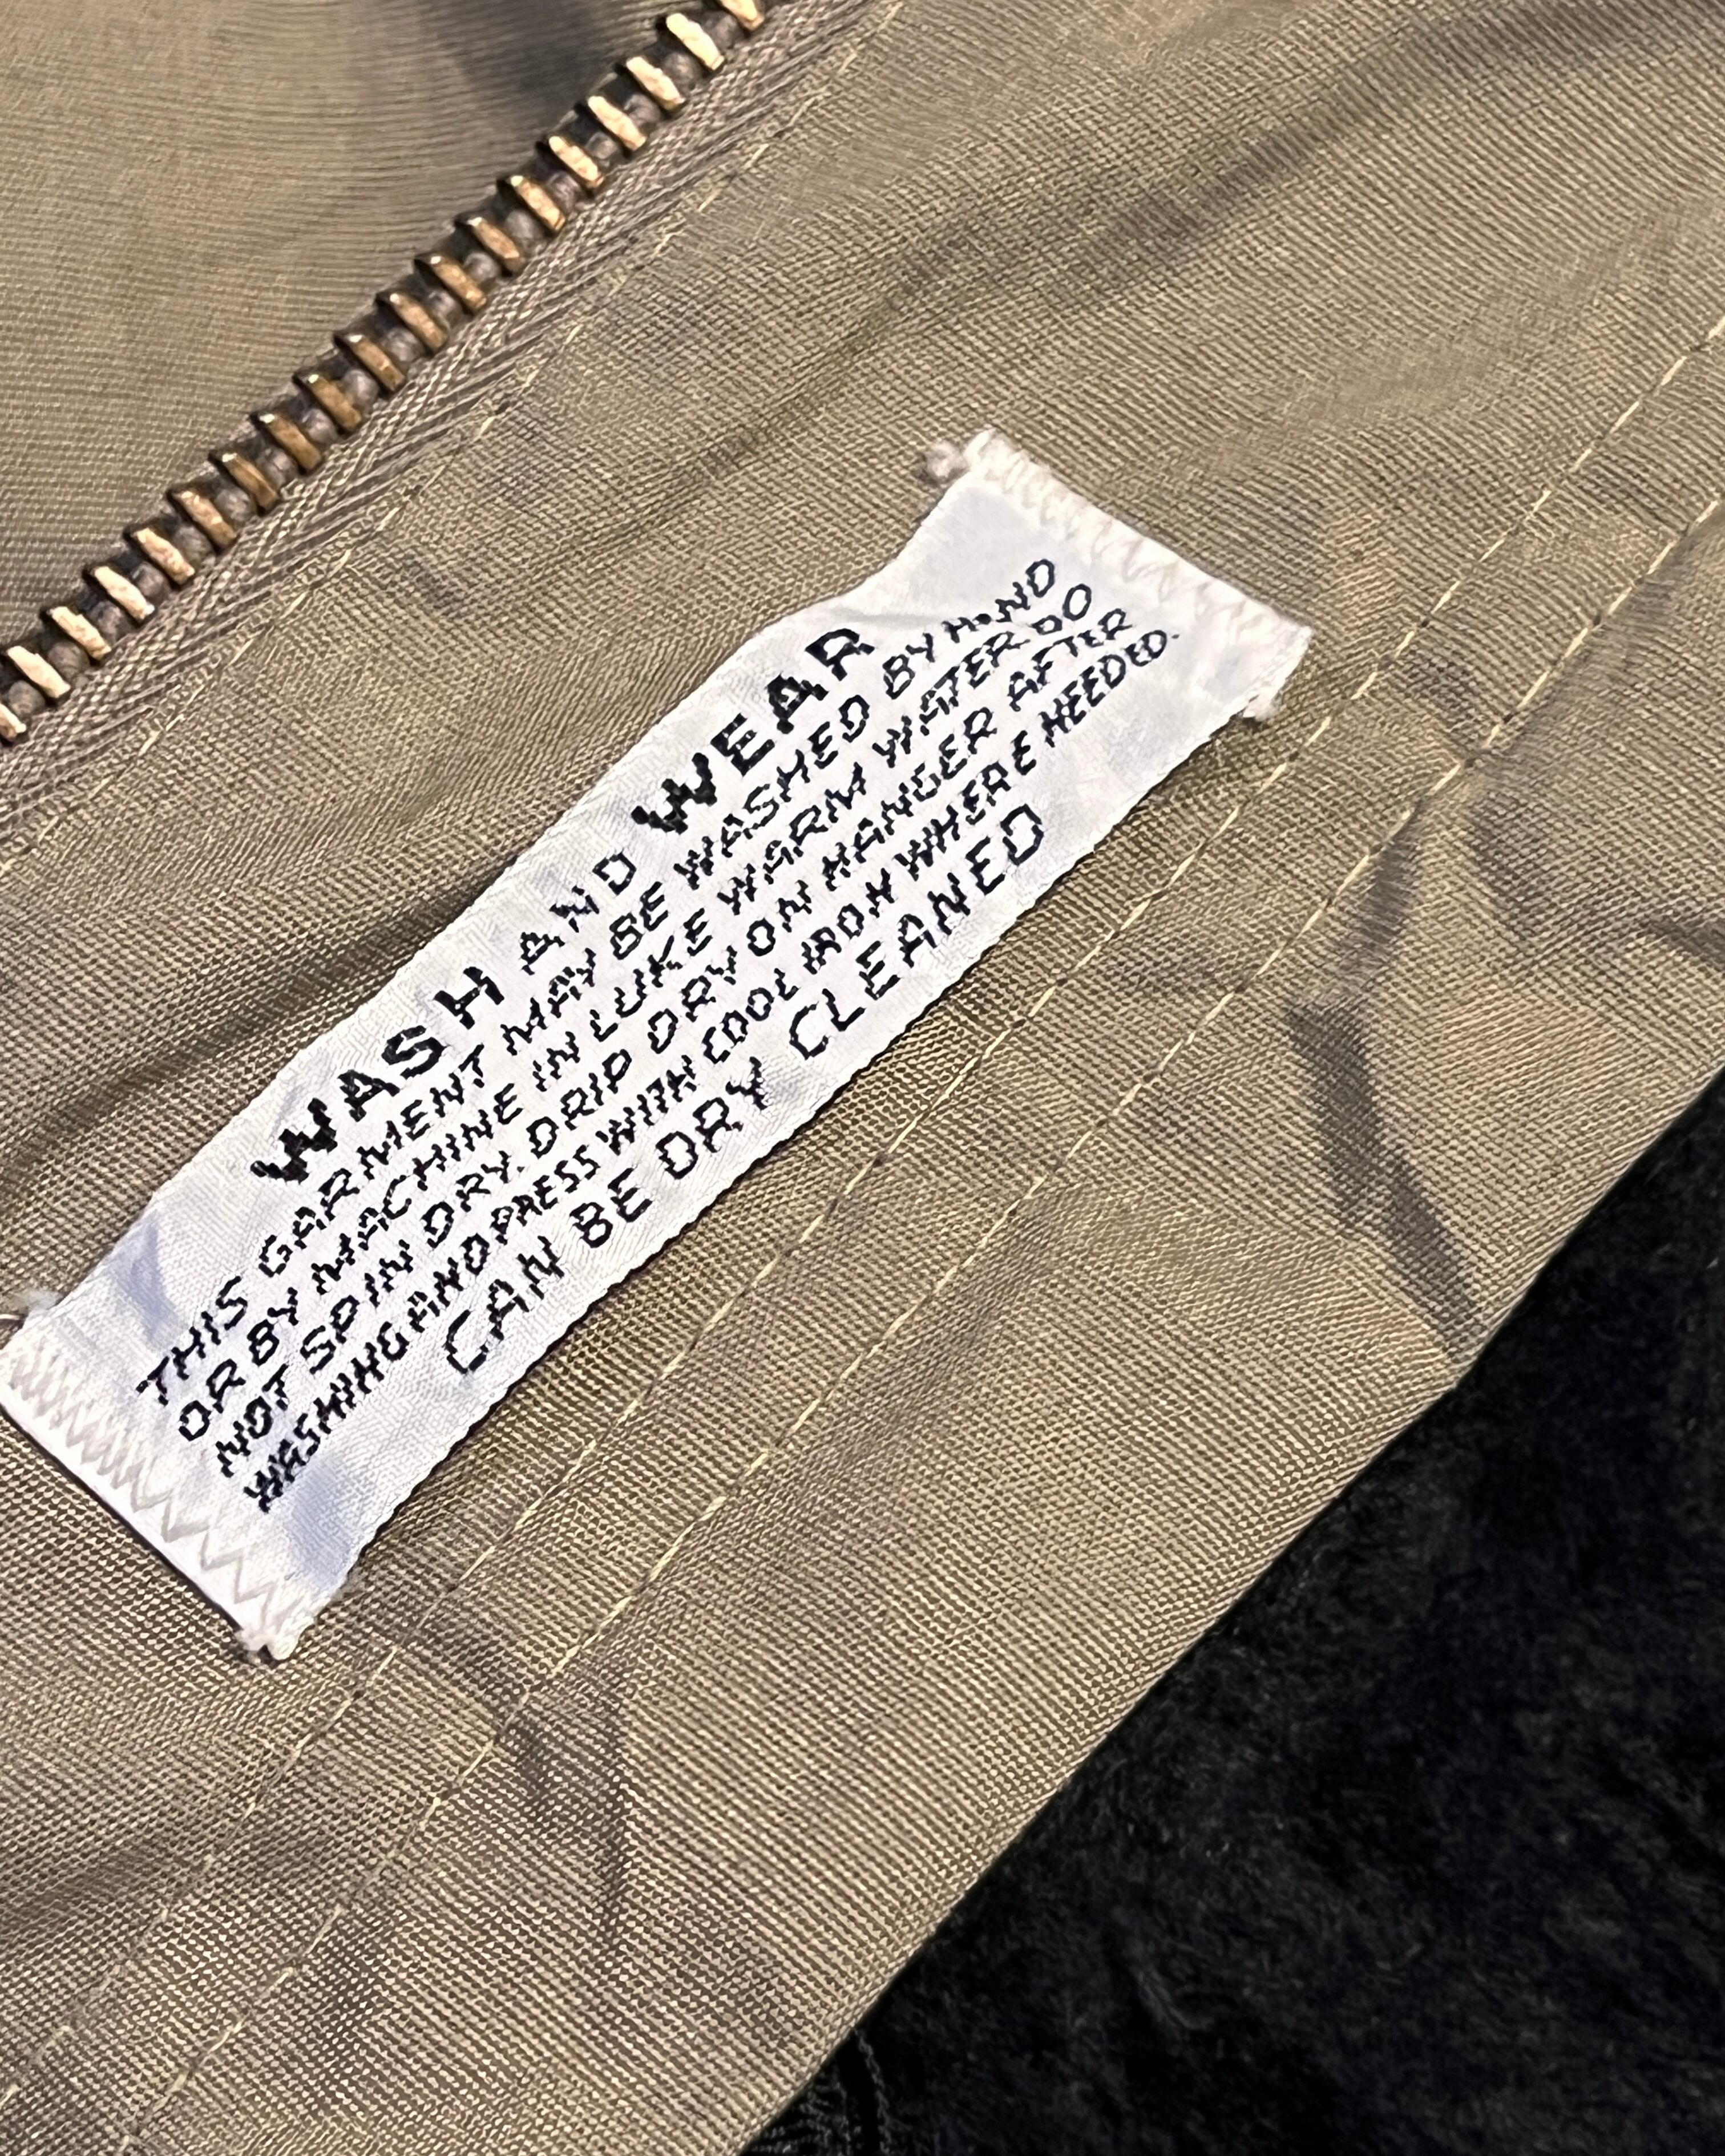 WASH AND WEAR
THIS GARMENT MAY BE WASHED BY HAND
OR BY MACHINE IN LUKE WARM WATER DO
NOT SPIN DRY. DRIP DRY ON HANGER AFTER
WASHING AND PRESS WITH COOL IRON WHERE NEEDED.
CAN BE DRY CLEANED